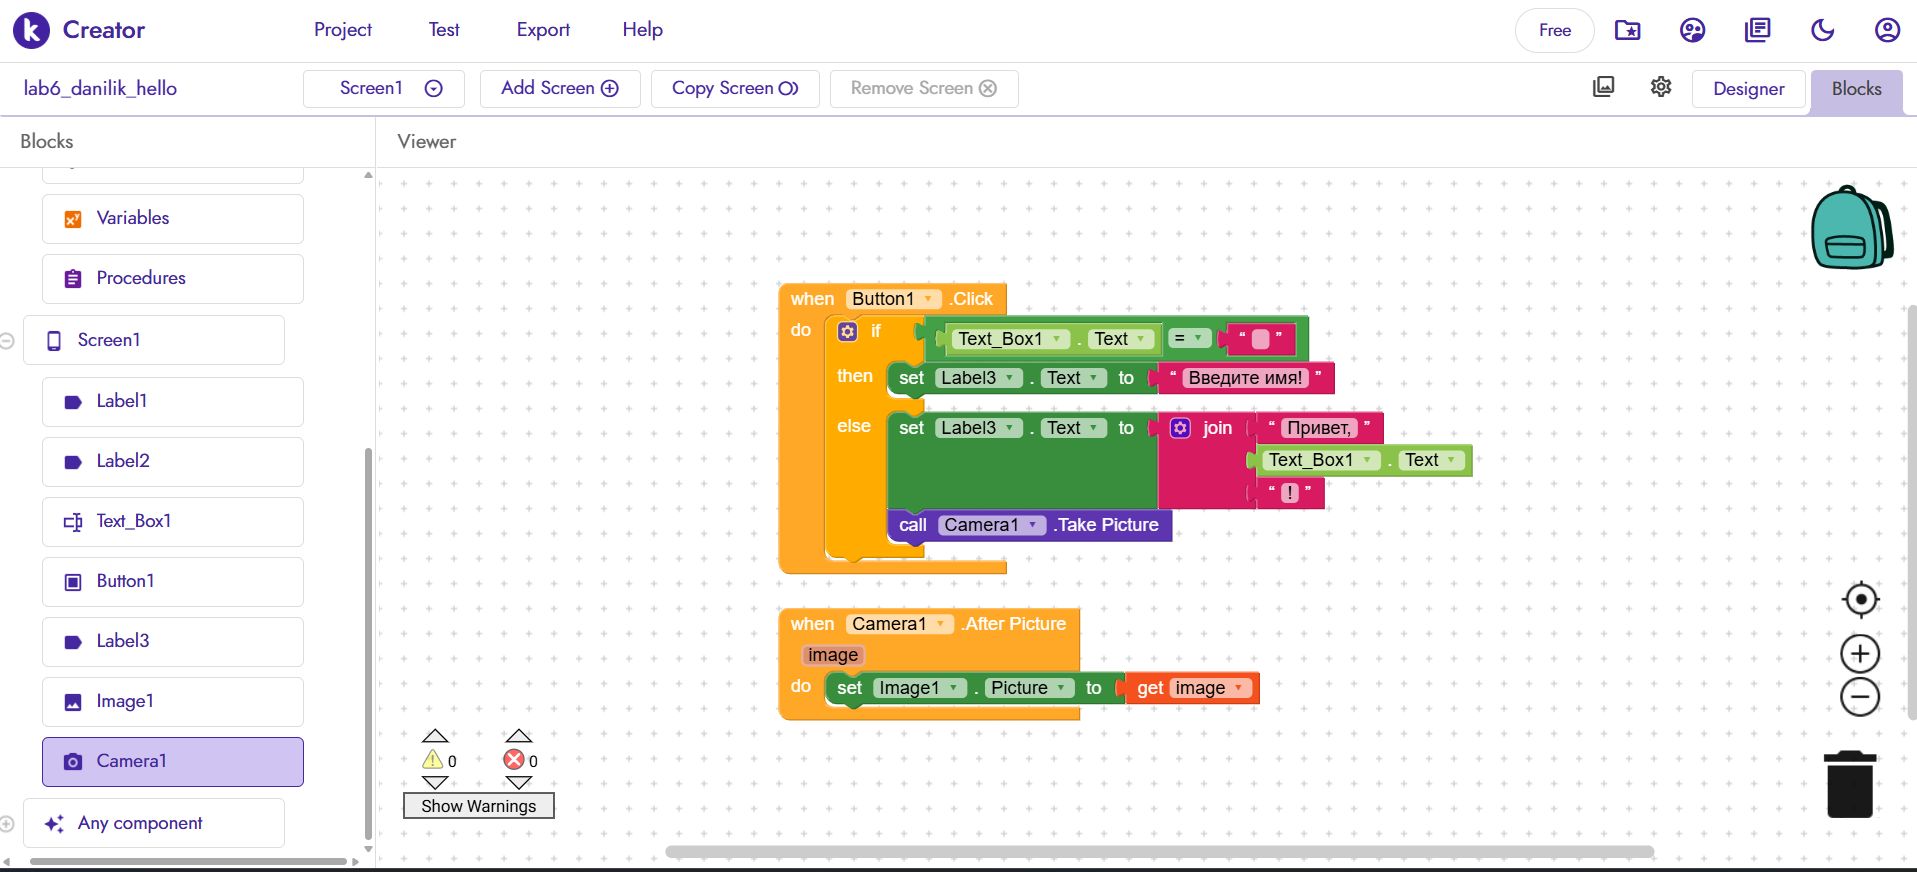 Creator
Project
Test
Export
Help
Free
lab6_danilik_hello
Screen1
Add Screen
Copy Screen
Remove Screen
Designer
Blocks
Blocks
Viewer
Variables
Procedures
Screen1
Label1
Label2
Text_Box1
Button1
Label3
Image1
Camera1
Any component
when Button1 .Click
do if Text_Box1 . Text = “ ”
then set Label3 . Text to “ Введите имя! ”
else set Label3 . Text to join “ Привет, ”
Text_Box1 . Text
“ ! ”
call Camera1 .Take Picture
when Camera1 .After Picture
image
do set Image1 . Picture to get image
0
0
Show Warnings